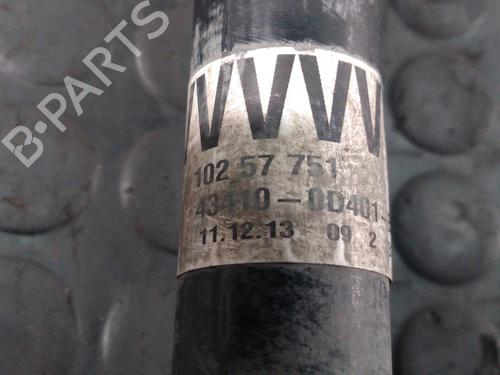 B-PARTS
VVVV
102 57 751
43410-0D401-
11.12.13 09 2